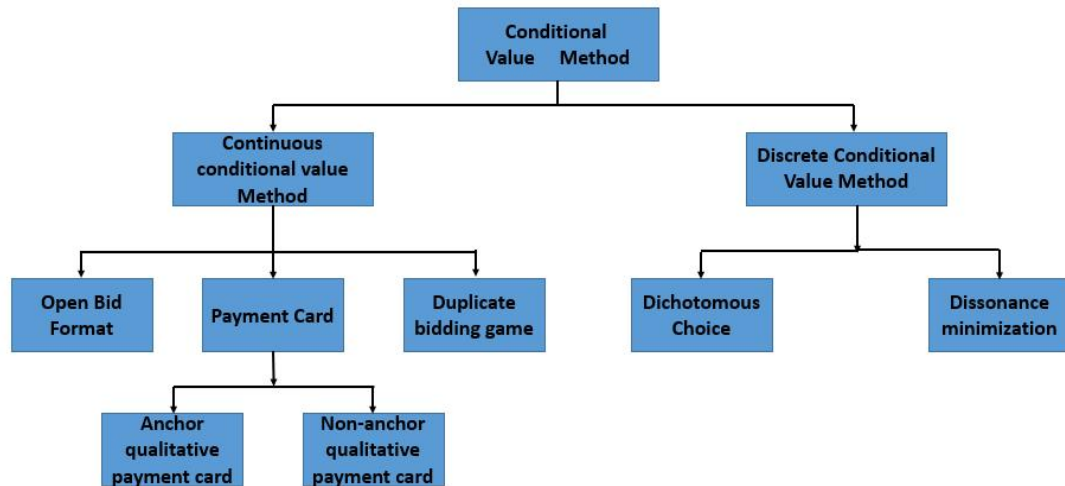 Conditional
Value Method
Continuous
conditional value
Method
Discrete Conditional
Value Method
Open Bid
Format
Payment Card
Duplicate
bidding game
Dichotomous
Choice
Dissonance
minimization
Anchor
qualitative
payment card
Non-anchor
qualitative
payment card